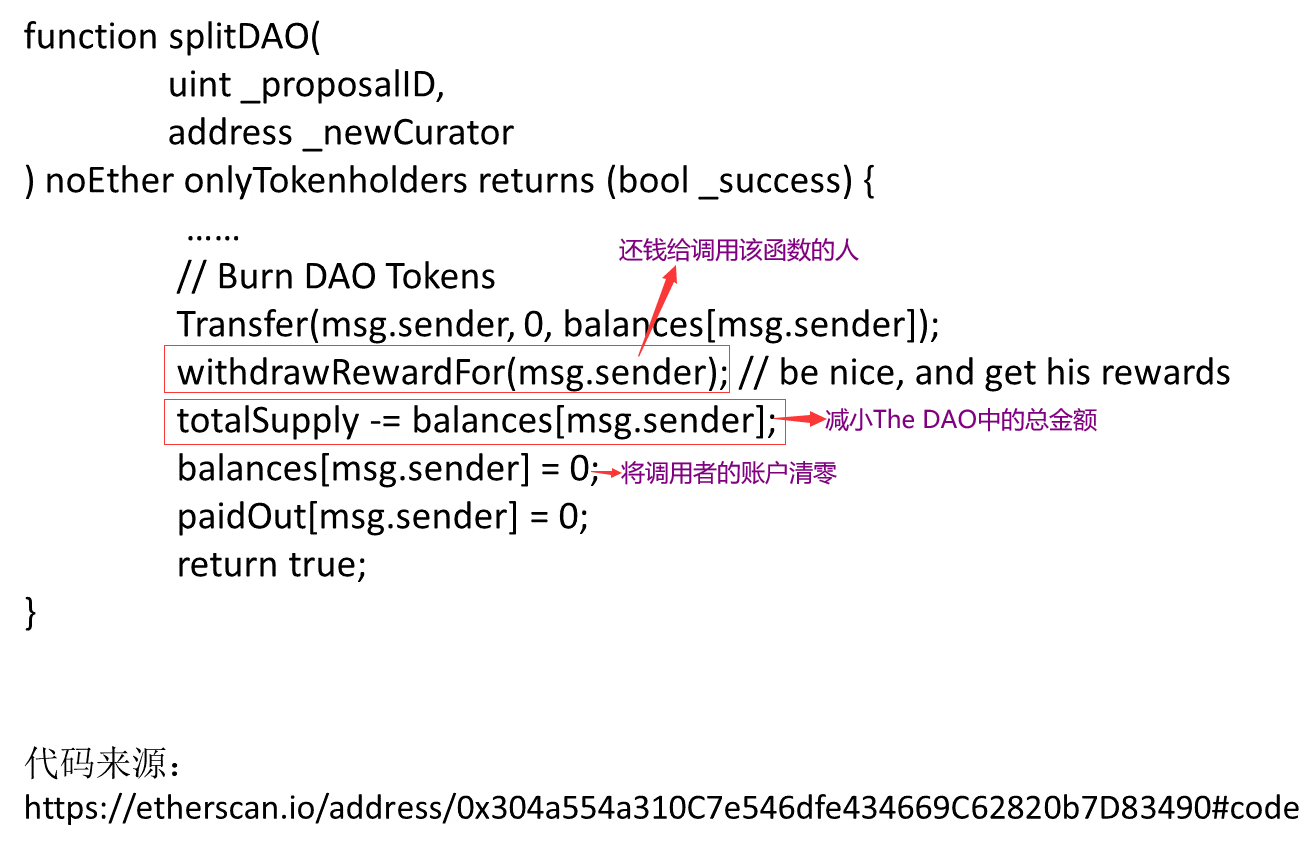 function splitDAO(
uint _proposalID,
address _newCurator
) noEther onlyTokenholders returns (bool _success) {
……
还钱给调用该函数的人
// Burn DAO Tokens
Transfer(msg.sender, 0, balances[msg.sender]);
withdrawRewardFor(msg.sender); // be nice, and get his rewards
totalSupply -= balances[msg.sender]; 减小The DAO中的总金额
balances[msg.sender] = 0; 将调用者的账户清零
paidOut[msg.sender] = 0;
return true;
}
代码来源：
https://etherscan.io/address/0x304a554a310C7e546dfe434669C62820b7D83490#code